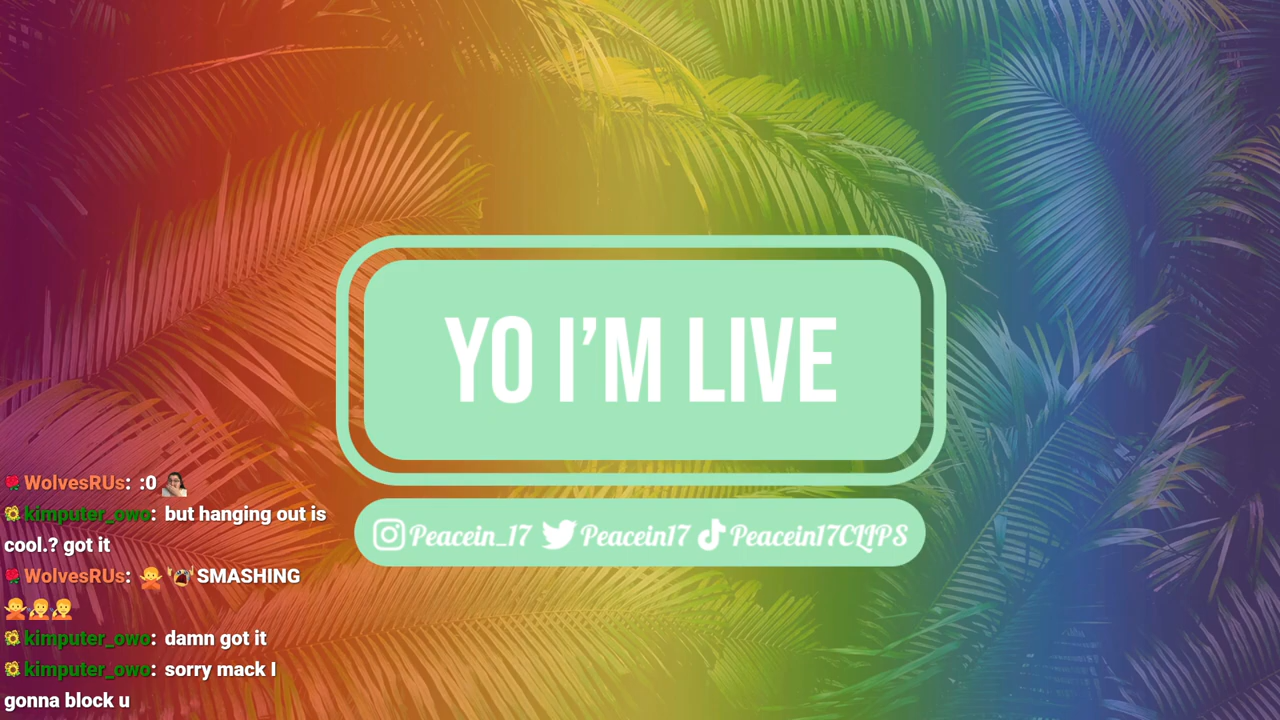 YO I’M LIVE
Peacein_17 Peacein17 Peacein17CLIPS
WolvesRUs: :0
kimputer_owo: but hanging out is
cool.? got it
WolvesRUs: SMASHING
kimputer_owo: damn got it
kimputer_owo: sorry mack I
gonna block u